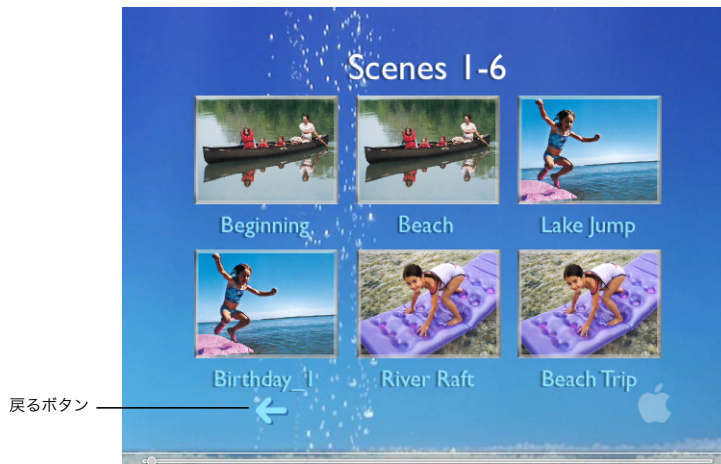 Scenes 1-6
Beginning
Beach
Lake Jump
Birthday_1
River Raft
Beach Trip
戻るボタン